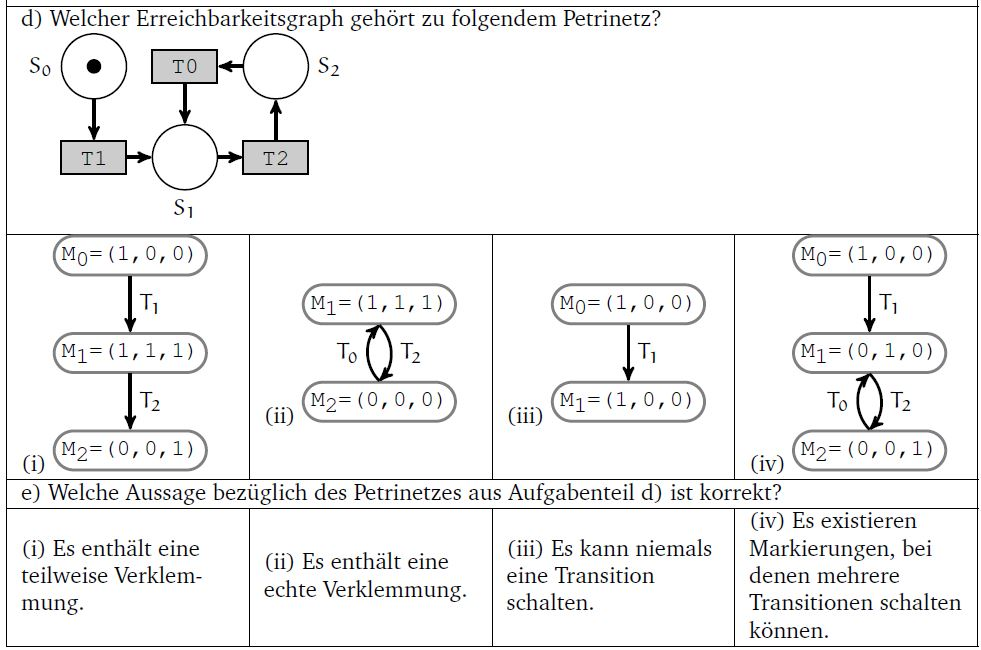 d) Welcher Erreichbarkeitsgraph gehört zu folgendem Petrinetz?
S0 T0 S2
T1 T2
S1
M0=(1,0,0)
T1
M1=(1,1,1)
T2
M2=(0,0,1)
(i)
M1=(1,1,1)
T0 T2
M2=(0,0,0)
(ii)
M0=(1,0,0)
T1
M1=(1,0,0)
(iii)
M0=(1,0,0)
T1
M1=(0,1,0)
T0 T2
M2=(0,0,1)
(iv)
e) Welche Aussage bezüglich des Petrinetzes aus Aufgabenteil d) ist korrekt?
(i) Es enthält eine
teilweise Verklem-
mung.
(ii) Es enthält eine
echte Verklemmung.
(iii) Es kann niemals
eine Transition
schalten.
(iv) Es existieren
Markierungen, bei
denen mehrere
Transitionen schalten
können.